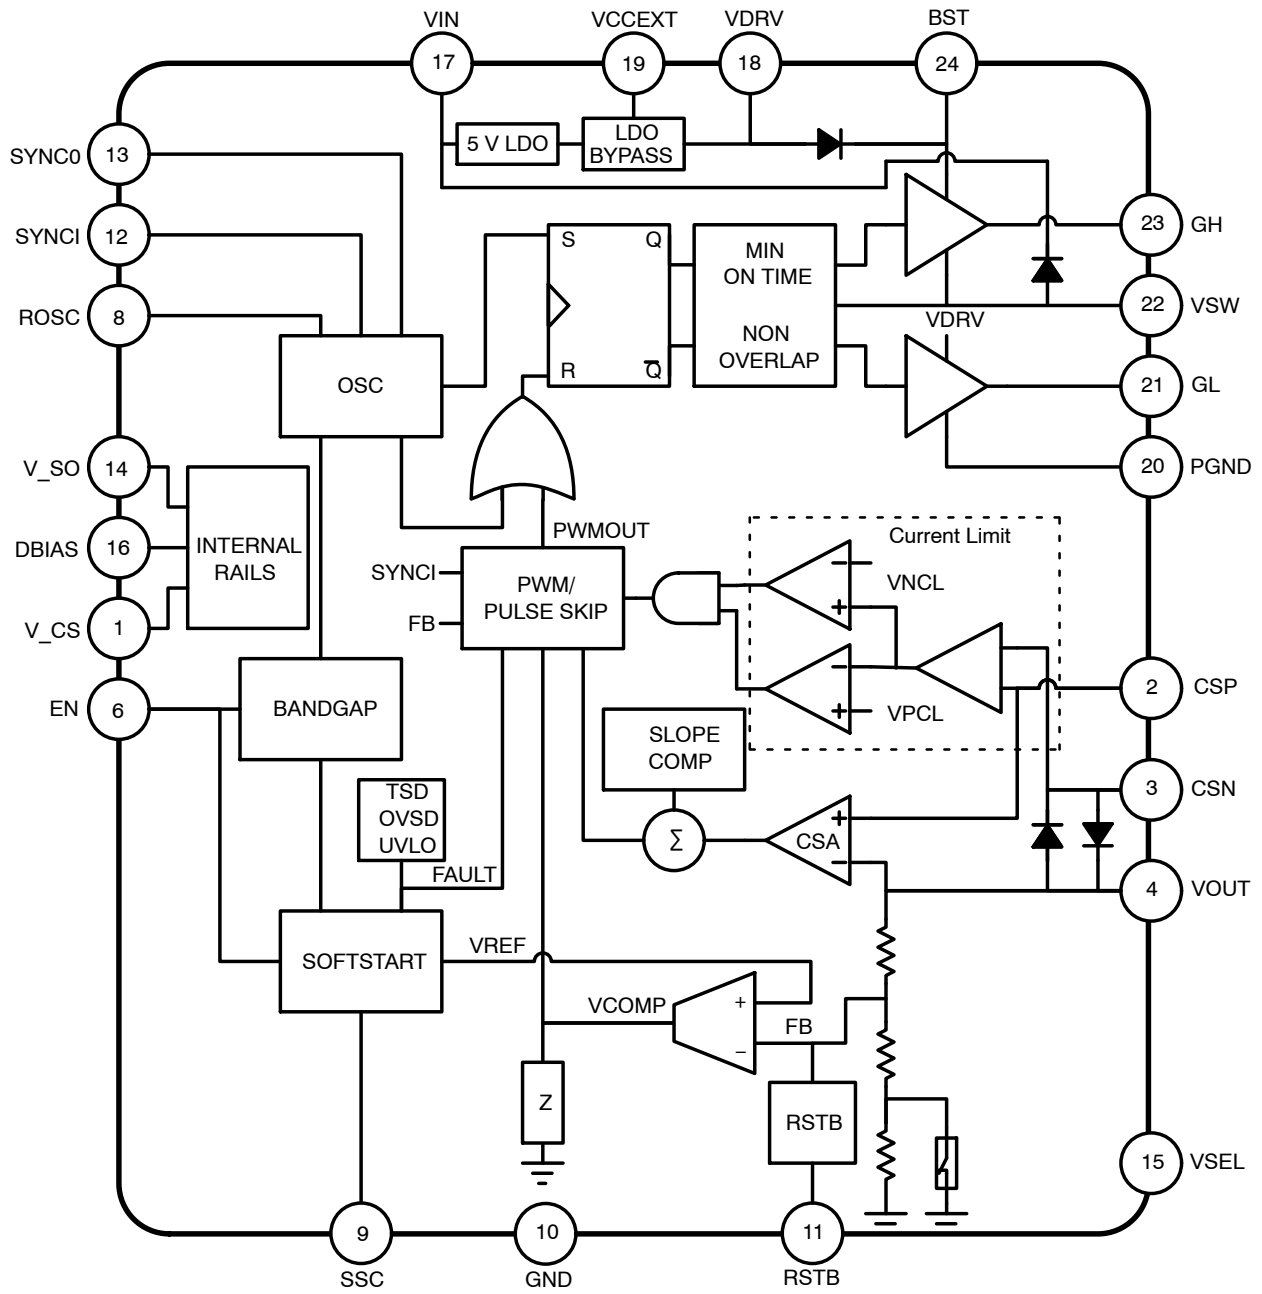 VIN
VCCEXT
VDRV
BST
17
19
18
24
5 V LDO
LDO
BYPASS
SYNC0
13
SYNCI
12
ROSC
8
OSC
S
Q
R
Q̅
MIN
ON TIME
NON
OVERLAP
VDRV
23
GH
22
VSW
21
GL
20
PGND
V_SO
14
DBIAS
16
V_CS
1
INTERNAL
RAILS
EN
6
BANDGAP
PWMOUT
SYNCI
FB
PWM/
PULSE SKIP
Current Limit
−
VNCL
+
−
VPCL
+
2
CSP
3
CSN
4
VOUT
SLOPE
COMP
Σ
+
CSA
−
TSD
OVSD
UVLO
FAULT
SOFTSTART
VREF
VCOMP
+
−
FB
Z
RSTB
15
VSEL
9
10
11
SSC
GND
RSTB